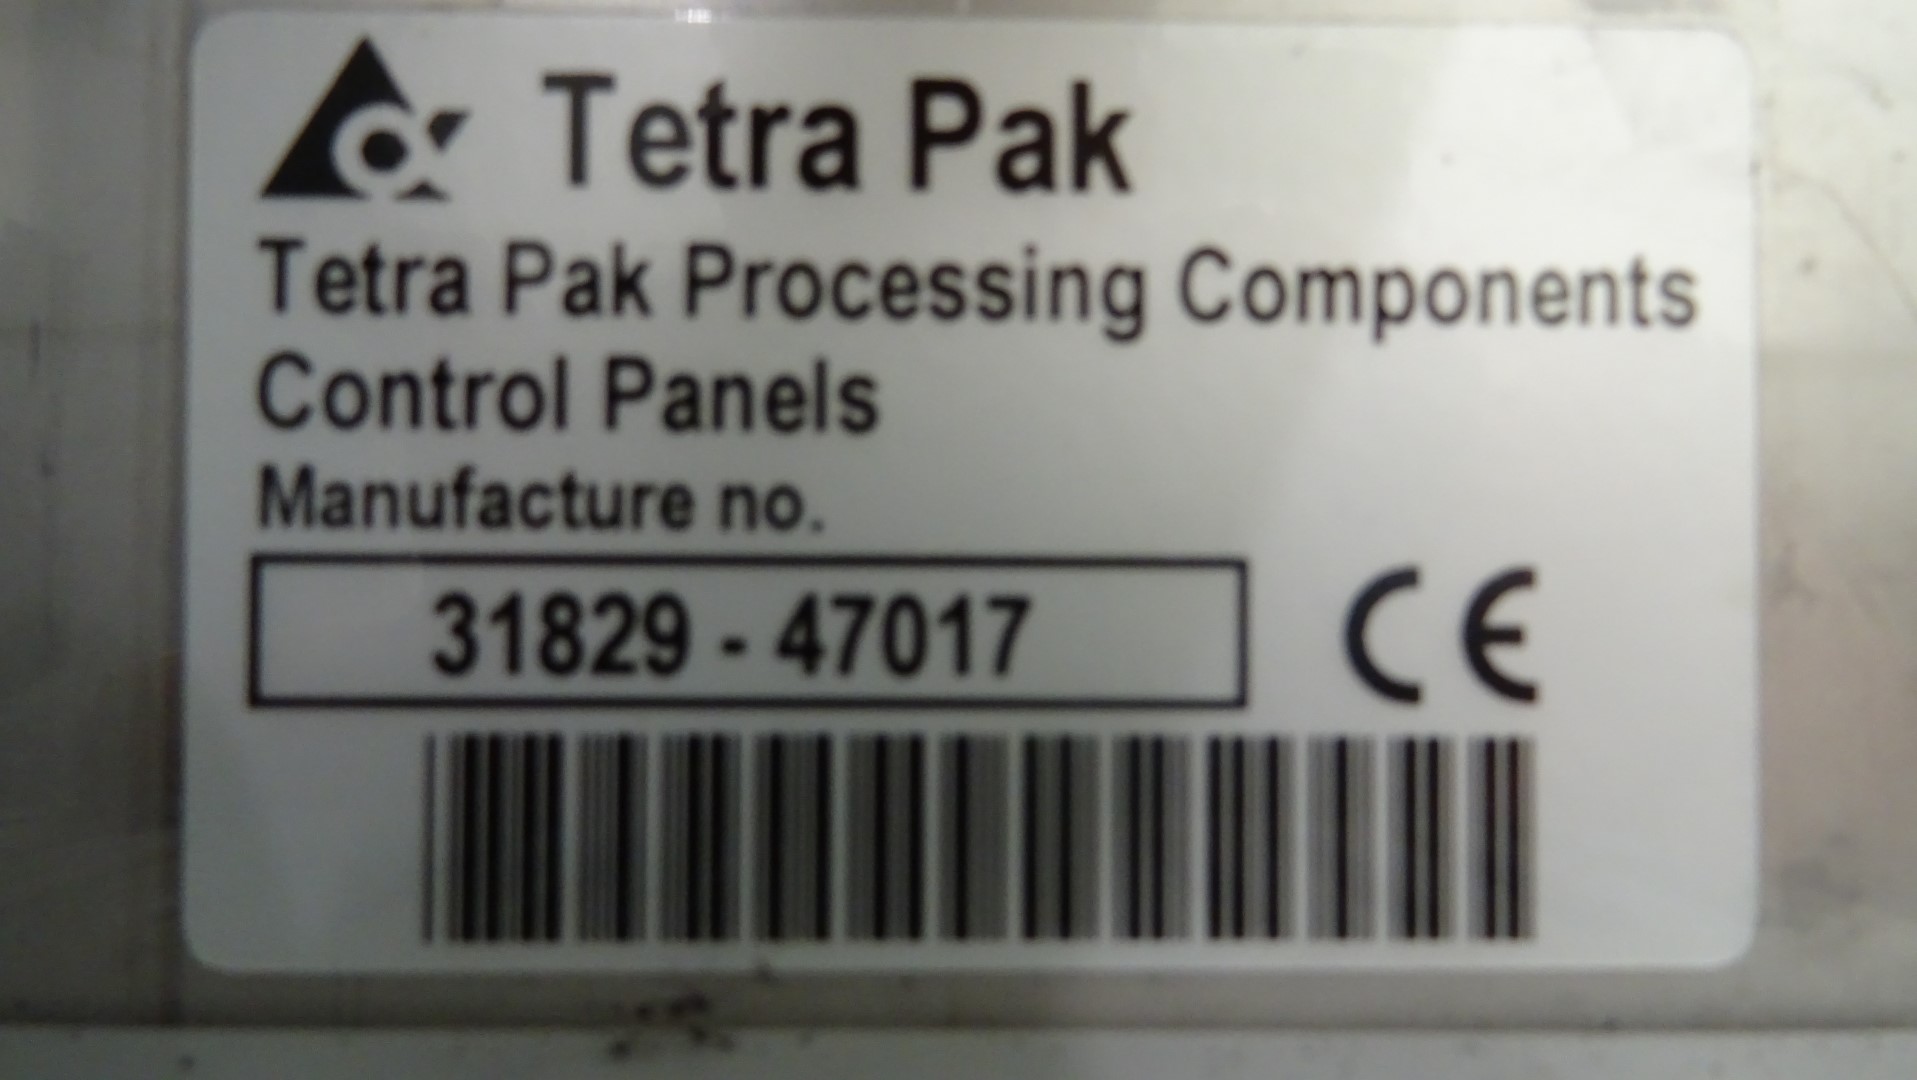 Tetra Pak
Tetra Pak Processing Components
Control Panels
Manufacture no.
31829 - 47017
CE